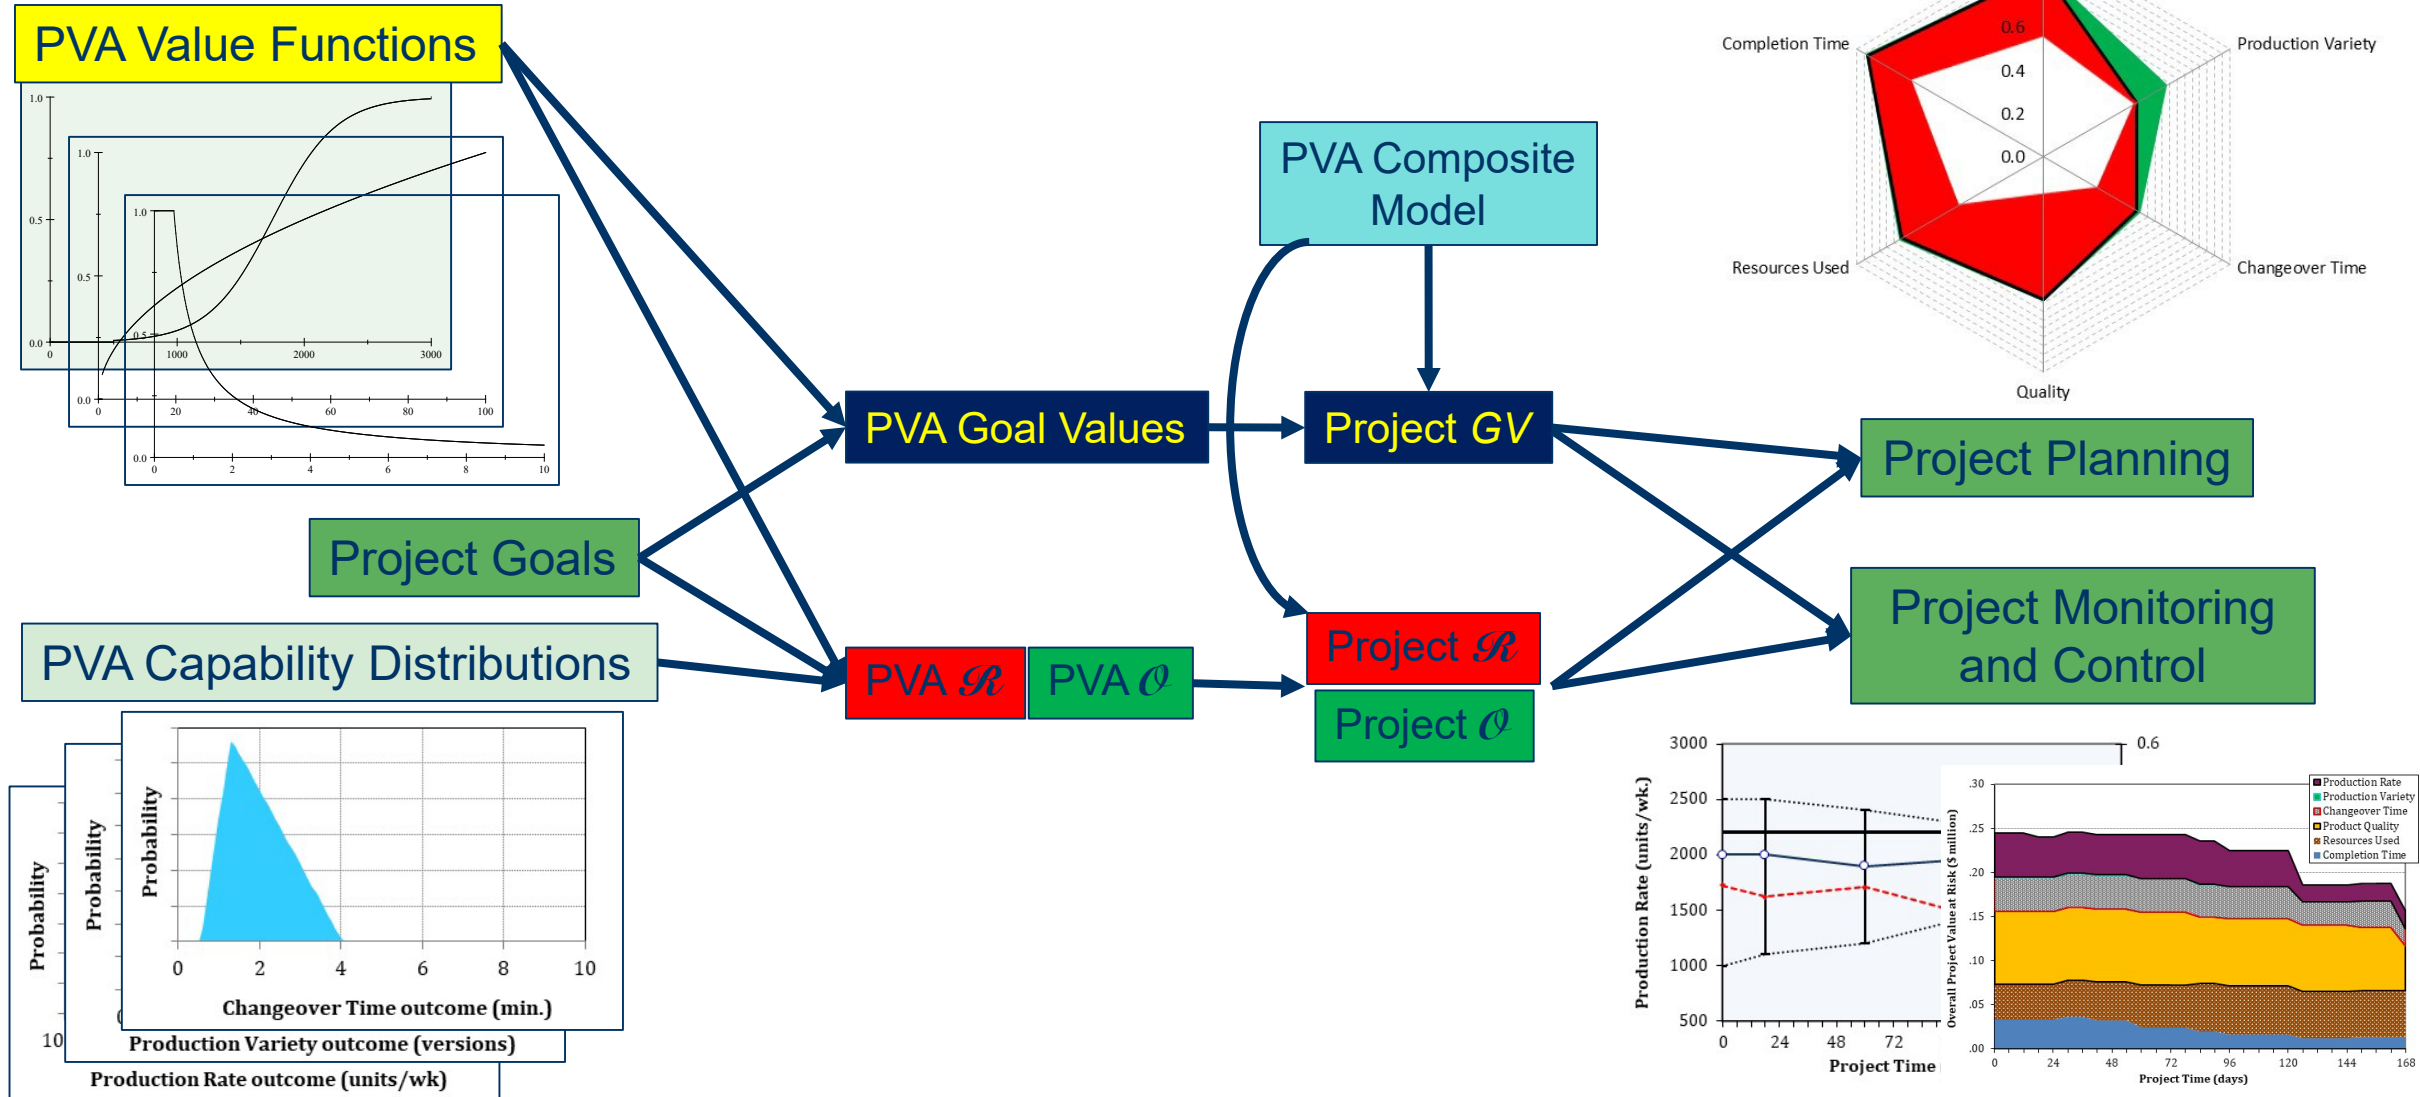 PVA Value Functions
1.0
0.5
0.0
0
1000
2000
3000
1.0
0.5
0.0
0
20
40
60
80
100
1.0
0.5
0.0
0
2
4
6
8
10
Project Goals
PVA Capability Distributions
Probability
Probability
Probability
0
2
4
6
8
10
Changeover Time outcome (min.)
Production Variety outcome (versions)
10
Production Rate outcome (units/wk)
PVA Goal Values
PVA ℛ
PVA 𝒪
PVA Composite
Model
Project GV
Project ℛ
Project 𝒪
0.6
0.4
0.2
0.0
Completion Time
Production Variety
Resources Used
Changeover Time
Quality
Project Planning
Project Monitoring
and Control
Production Rate (units/wk.)
3000
2500
2000
1500
1000
500
0.6
0
24
48
72
Project Time
Overall Project Value at Risk ($ million)
.30
.25
.20
.15
.10
.05
.00
Production Rate
Production Variety
Changeover Time
Product Quality
Resources Used
Completion Time
0
24
48
72
96
120
144
168
Project Time (days)